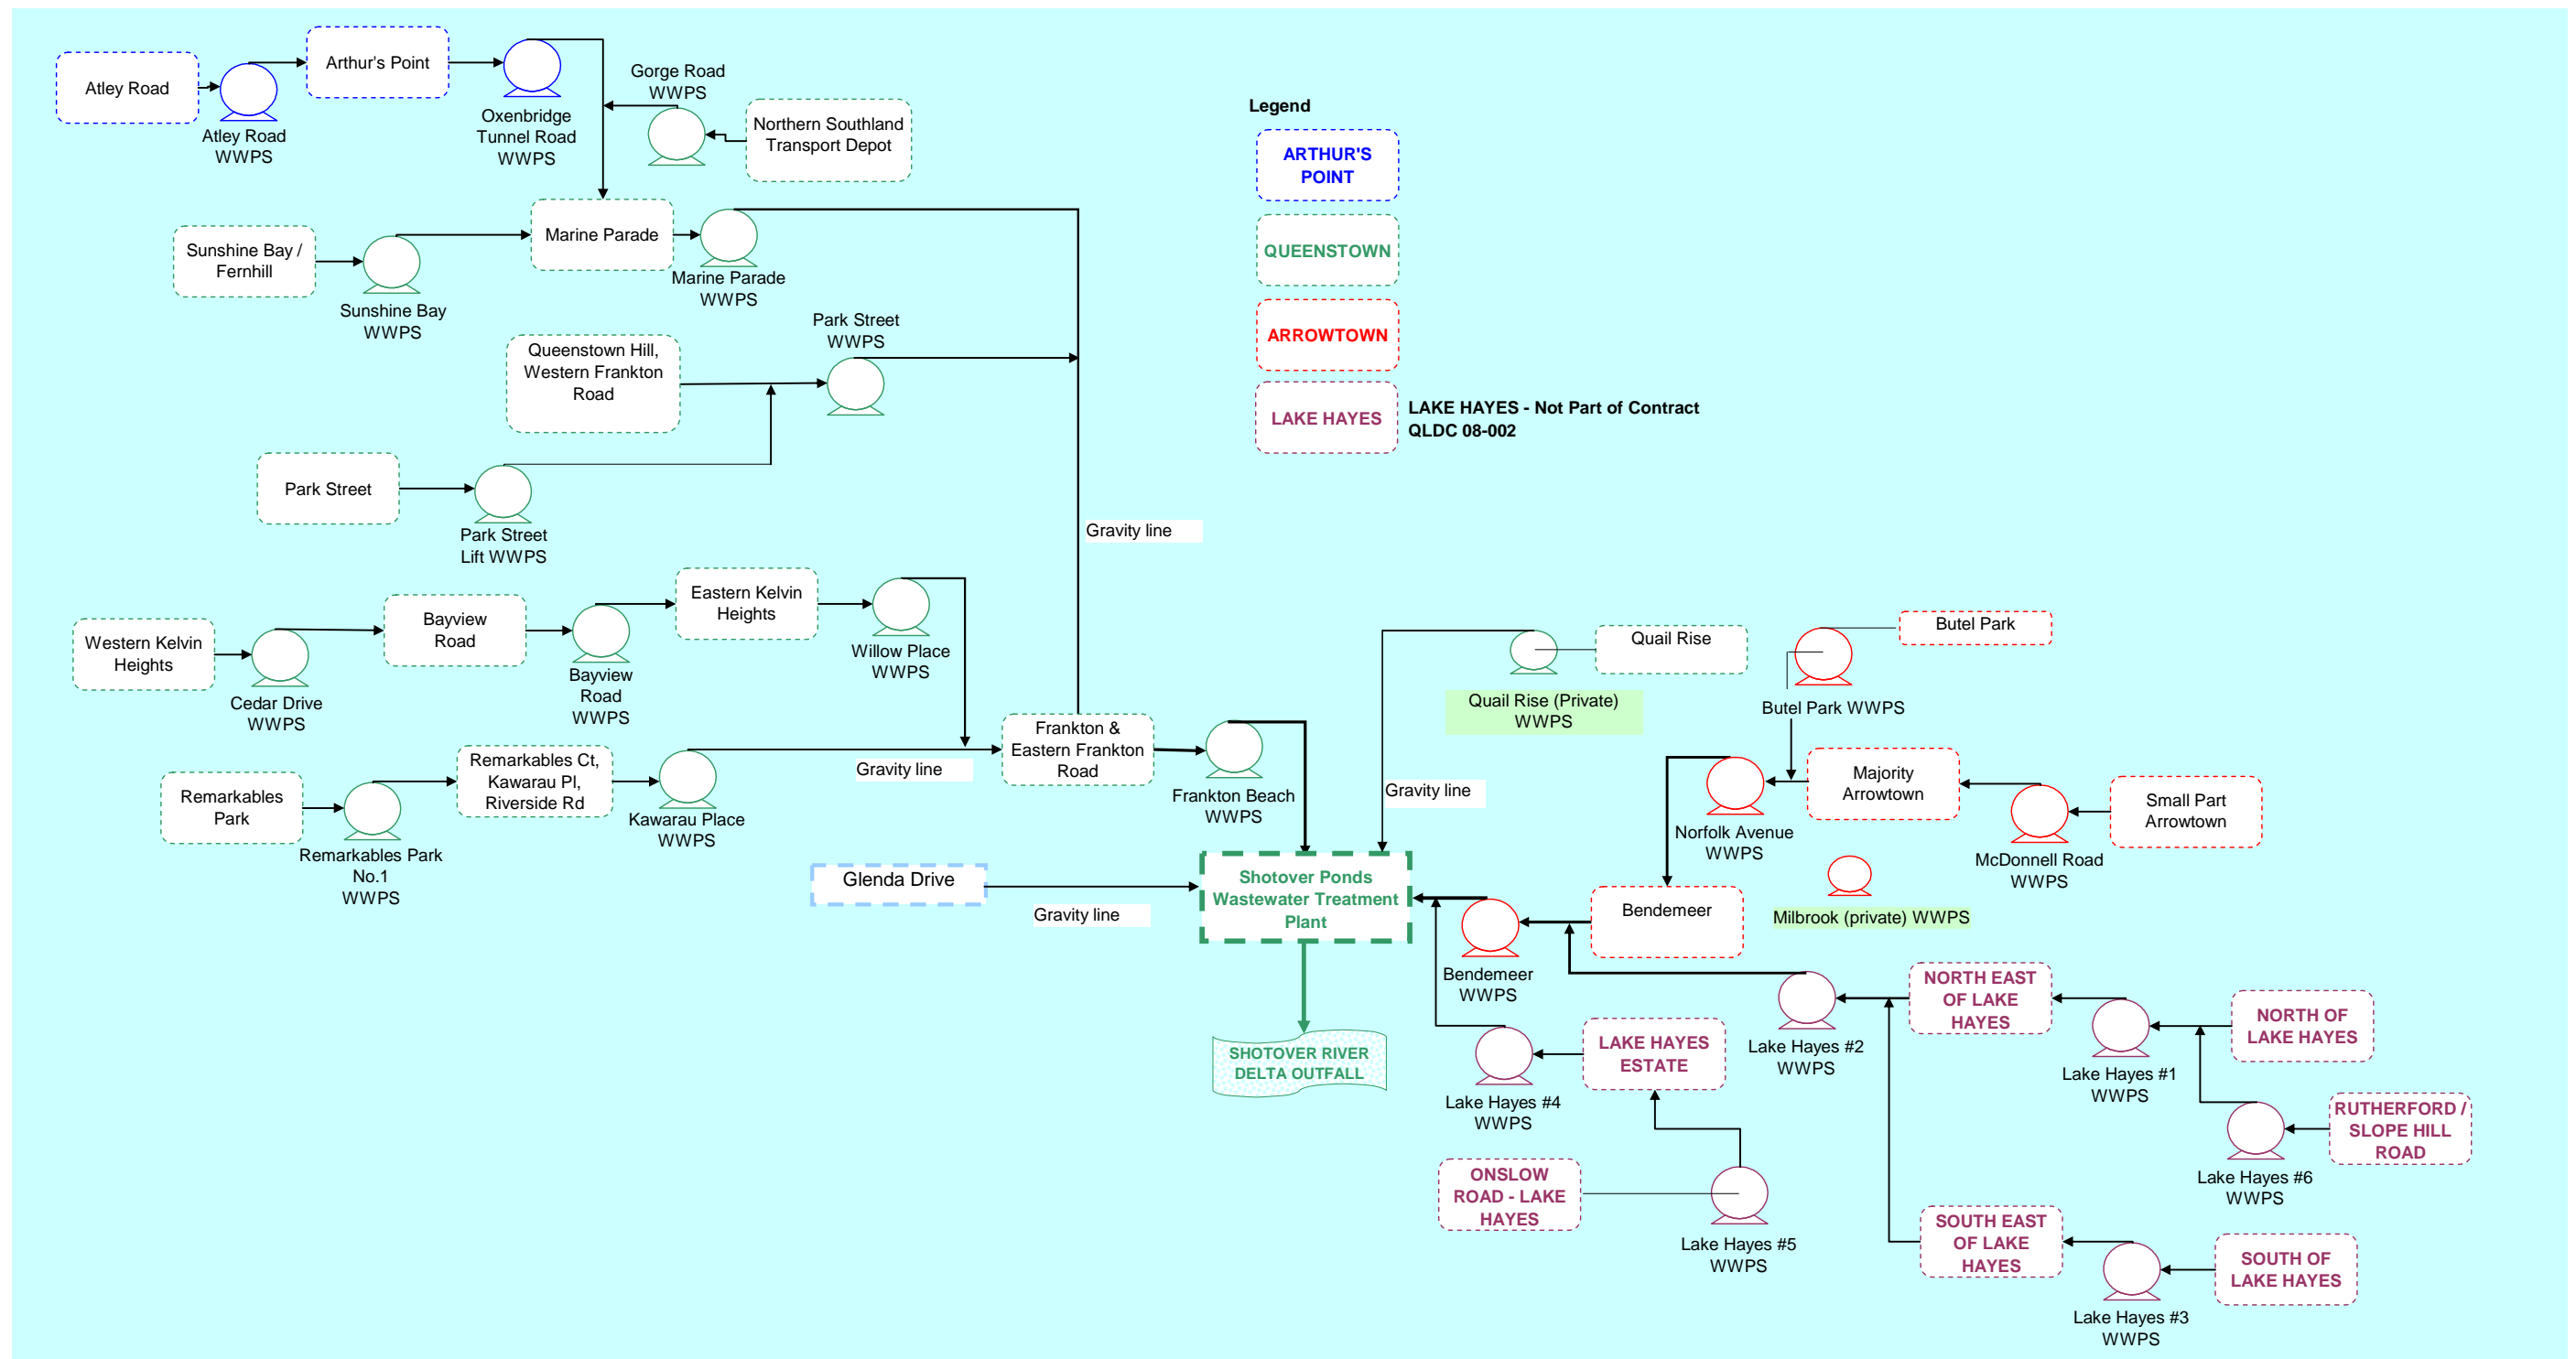 Atley Road
Atley Road
WWPS
Arthur's Point
Oxenbridge
Tunnel Road
WWPS
Gorge Road
WWPS
Northern Southland
Transport Depot
Sunshine Bay /
Fernhill
Sunshine Bay
WWPS
Marine Parade
Marine Parade
WWPS
Queenstown Hill,
Western Frankton
Road
Park Street
WWPS
Park Street
Park Street
Lift WWPS
Gravity line
Western Kelvin
Heights
Cedar Drive
WWPS
Bayview
Road
Bayview
Road
WWPS
Eastern Kelvin
Heights
Willow Place
WWPS
Remarkables
Park
Remarkables Park
No.1
WWPS
Remarkables Ct,
Kawarau Pl,
Riverside Rd
Kawarau Place
WWPS
Gravity line
Frankton &
Eastern Frankton
Road
Frankton Beach
WWPS
Glenda Drive
Gravity line
Shotover Ponds
Wastewater Treatment
Plant
SHOTOVER RIVER
DELTA OUTFALL
Legend
ARTHUR'S
POINT
QUEENSTOWN
ARROWTOWN
LAKE HAYES
LAKE HAYES - Not Part of Contract
QLDC 08-002
Quail Rise
Quail Rise (Private)
WWPS
Gravity line
Butel Park
Butel Park WWPS
Norfolk Avenue
WWPS
Majority
Arrowtown
McDonnell Road
WWPS
Small Part
Arrowtown
Milbrook (private) WWPS
Bendemeer
Bendemeer
WWPS
Lake Hayes #4
WWPS
LAKE HAYES
ESTATE
ONSLOW
ROAD - LAKE
HAYES
Lake Hayes #5
WWPS
Lake Hayes #2
WWPS
NORTH EAST
OF LAKE
HAYES
Lake Hayes #1
WWPS
NORTH OF
LAKE HAYES
Lake Hayes #6
WWPS
RUTHERFORD /
SLOPE HILL
ROAD
SOUTH EAST
OF LAKE
HAYES
Lake Hayes #3
WWPS
SOUTH OF
LAKE HAYES